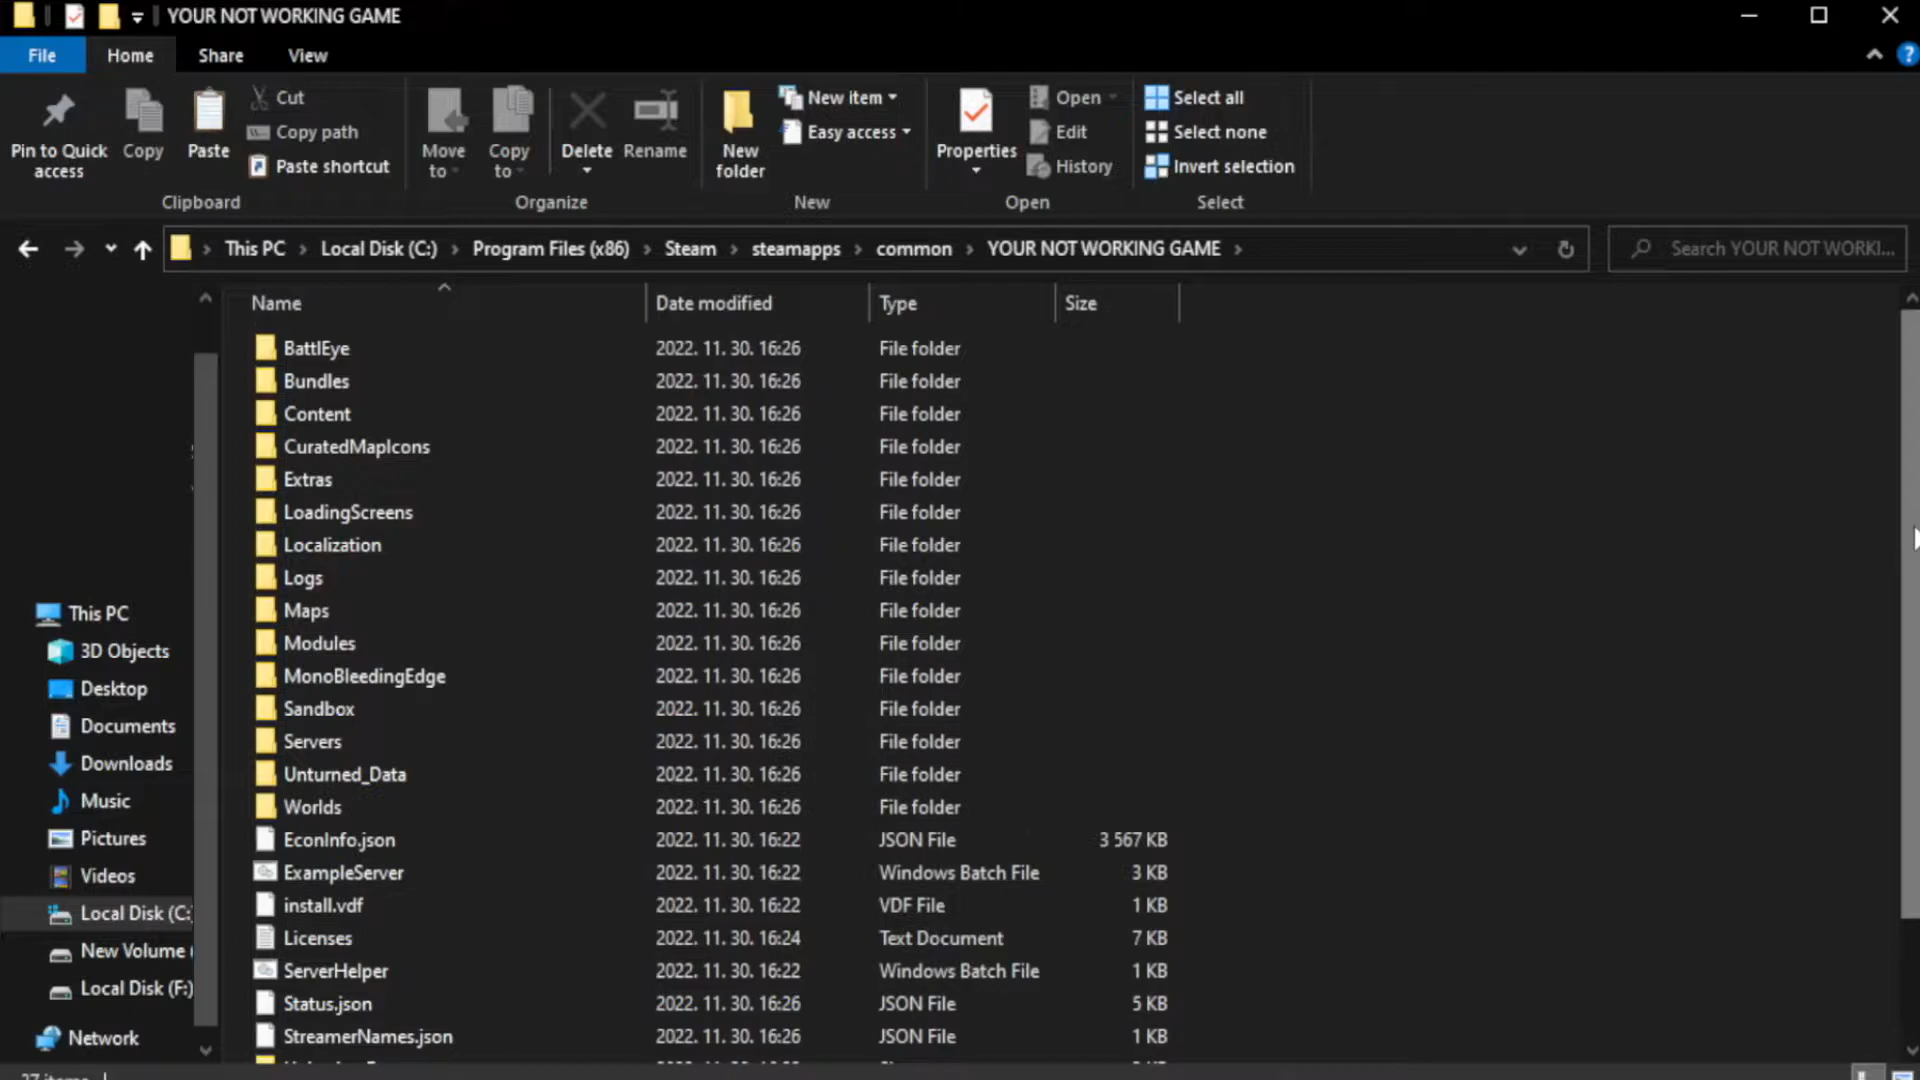 YOUR NOT WORKING GAME
File Home Share View
Pin to Quick access
Copy
Paste
Cut
Copy path
Paste shortcut
Clipboard
Move to
Copy to
Delete
Rename
Organize
New folder
New item
Easy access
New
Properties
Open
Edit
History
Open
Select all
Select none
Invert selection
Select
This PC > Local Disk (C:) > Program Files (x86) > Steam > steamapps > common > YOUR NOT WORKING GAME >
Search YOUR NOT WORKI...
Name Date modified Type Size
BattlEye 2022. 11. 30. 16:26 File folder
Bundles 2022. 11. 30. 16:26 File folder
Content 2022. 11. 30. 16:26 File folder
CuratedMapIcons 2022. 11. 30. 16:26 File folder
Extras 2022. 11. 30. 16:26 File folder
LoadingScreens 2022. 11. 30. 16:26 File folder
Localization 2022. 11. 30. 16:26 File folder
Logs 2022. 11. 30. 16:26 File folder
Maps 2022. 11. 30. 16:26 File folder
Modules 2022. 11. 30. 16:26 File folder
MonoBleedingEdge 2022. 11. 30. 16:26 File folder
Sandbox 2022. 11. 30. 16:26 File folder
Servers 2022. 11. 30. 16:26 File folder
Unturned_Data 2022. 11. 30. 16:26 File folder
Worlds 2022. 11. 30. 16:26 File folder
EconInfo.json 2022. 11. 30. 16:22 JSON File 3 567 KB
ExampleServer 2022. 11. 30. 16:22 Windows Batch File 3 KB
install.vdf 2022. 11. 30. 16:22 VDF File 1 KB
Licenses 2022. 11. 30. 16:24 Text Document 7 KB
ServerHelper 2022. 11. 30. 16:22 Windows Batch File 1 KB
Status.json 2022. 11. 30. 16:26 JSON File 5 KB
StreamerNames.json 2022. 11. 30. 16:26 JSON File 1 KB
This PC
3D Objects
Desktop
Documents
Downloads
Music
Pictures
Videos
Local Disk (C:
New Volume (
Local Disk (F:)
Network